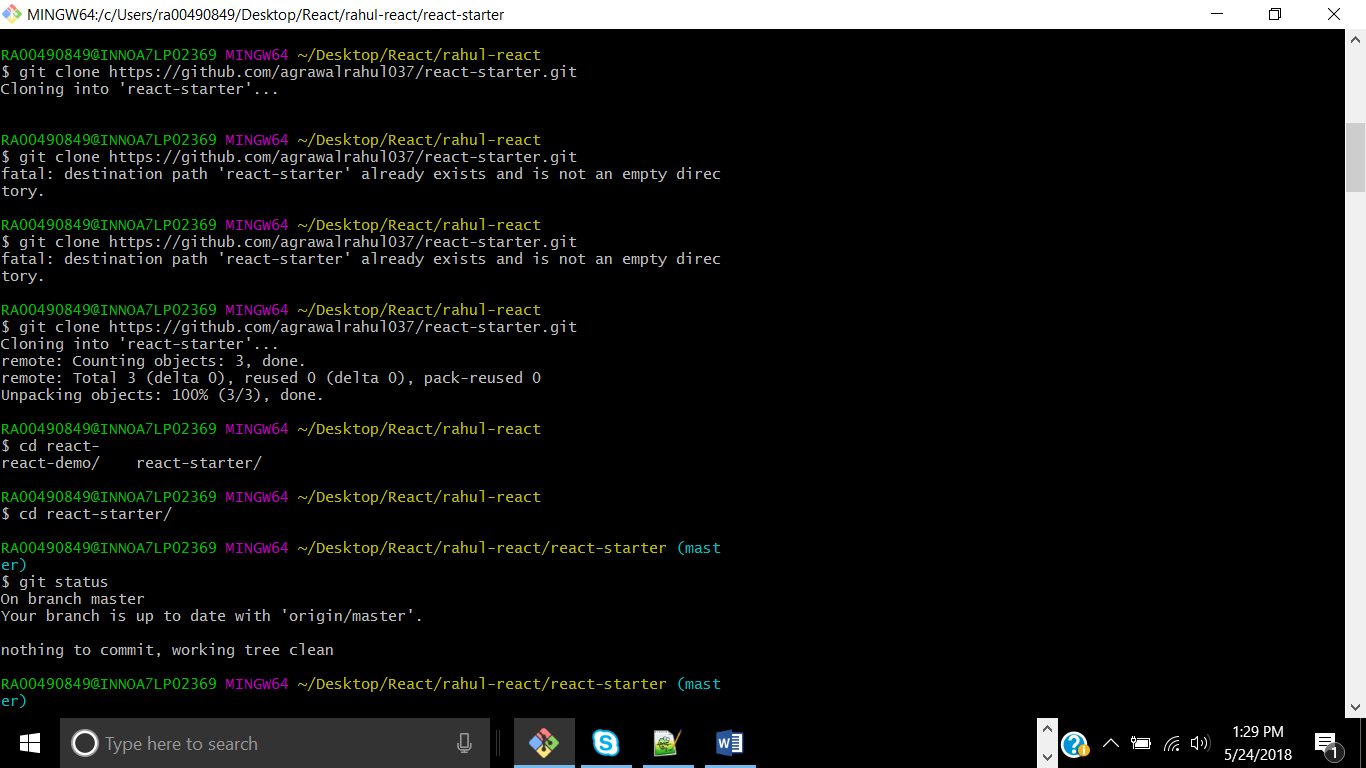 MINGW64:/c/Users/ra00490849/Desktop/React/rahul-react/react-starter
RA00490849@INNOA7LP02369 MINGW64 ~/Desktop/React/rahul-react
$ git clone https://github.com/agrawalrahul037/react-starter.git
Cloning into 'react-starter'...
RA00490849@INNOA7LP02369 MINGW64 ~/Desktop/React/rahul-react
$ git clone https://github.com/agrawalrahul037/react-starter.git
fatal: destination path 'react-starter' already exists and is not an empty direc
tory.
RA00490849@INNOA7LP02369 MINGW64 ~/Desktop/React/rahul-react
$ git clone https://github.com/agrawalrahul037/react-starter.git
fatal: destination path 'react-starter' already exists and is not an empty direc
tory.
RA00490849@INNOA7LP02369 MINGW64 ~/Desktop/React/rahul-react
$ git clone https://github.com/agrawalrahul037/react-starter.git
Cloning into 'react-starter'...
remote: Counting objects: 3, done.
remote: Total 3 (delta 0), reused 0 (delta 0), pack-reused 0
Unpacking objects: 100% (3/3), done.
RA00490849@INNOA7LP02369 MINGW64 ~/Desktop/React/rahul-react
$ cd react-
react-demo/    react-starter/
RA00490849@INNOA7LP02369 MINGW64 ~/Desktop/React/rahul-react
$ cd react-starter/
RA00490849@INNOA7LP02369 MINGW64 ~/Desktop/React/rahul-react/react-starter (mast
er)
$ git status
On branch master
Your branch is up to date with 'origin/master'.
nothing to commit, working tree clean
RA00490849@INNOA7LP02369 MINGW64 ~/Desktop/React/rahul-react/react-starter (mast
er)
Type here to search
1:29 PM
5/24/2018
1